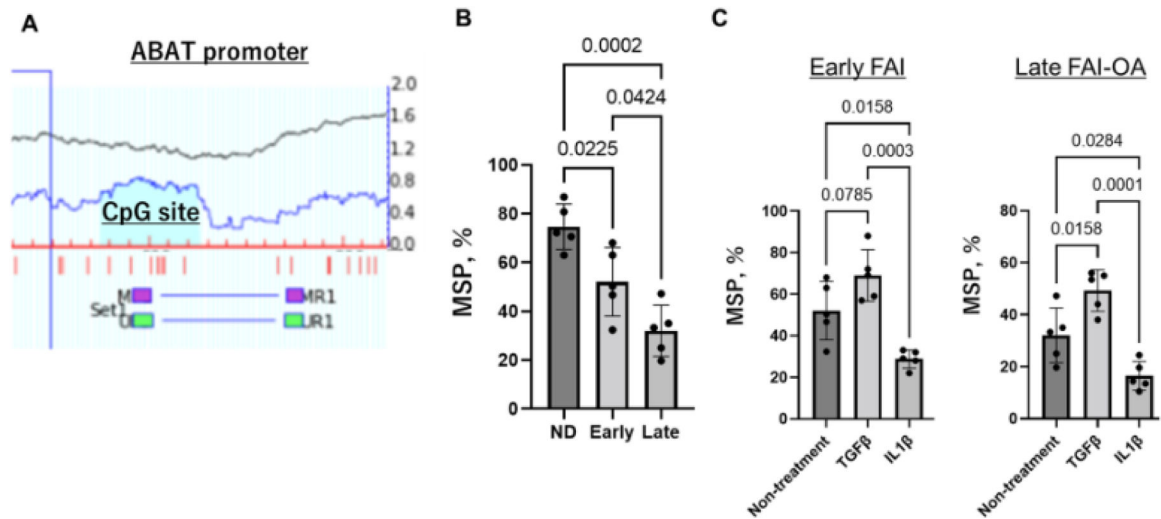 A
ABAT promoter
2.0
1.6
1.2
0.8
0.4
0.0
CpG site
MR1
Set1
UR1
B
0.0002
0.0424
0.0225
MSP, %
100
80
60
40
20
0
ND Early Late
C
Early FAI
0.0158
0.0003
0.0785
MSP, %
100
80
60
40
20
0
Non-treatment
TGFβ
IL1β
Late FAI-OA
0.0284
0.0001
0.0158
MSP, %
80
60
40
20
0
Non-treatment
TGFβ
IL1β